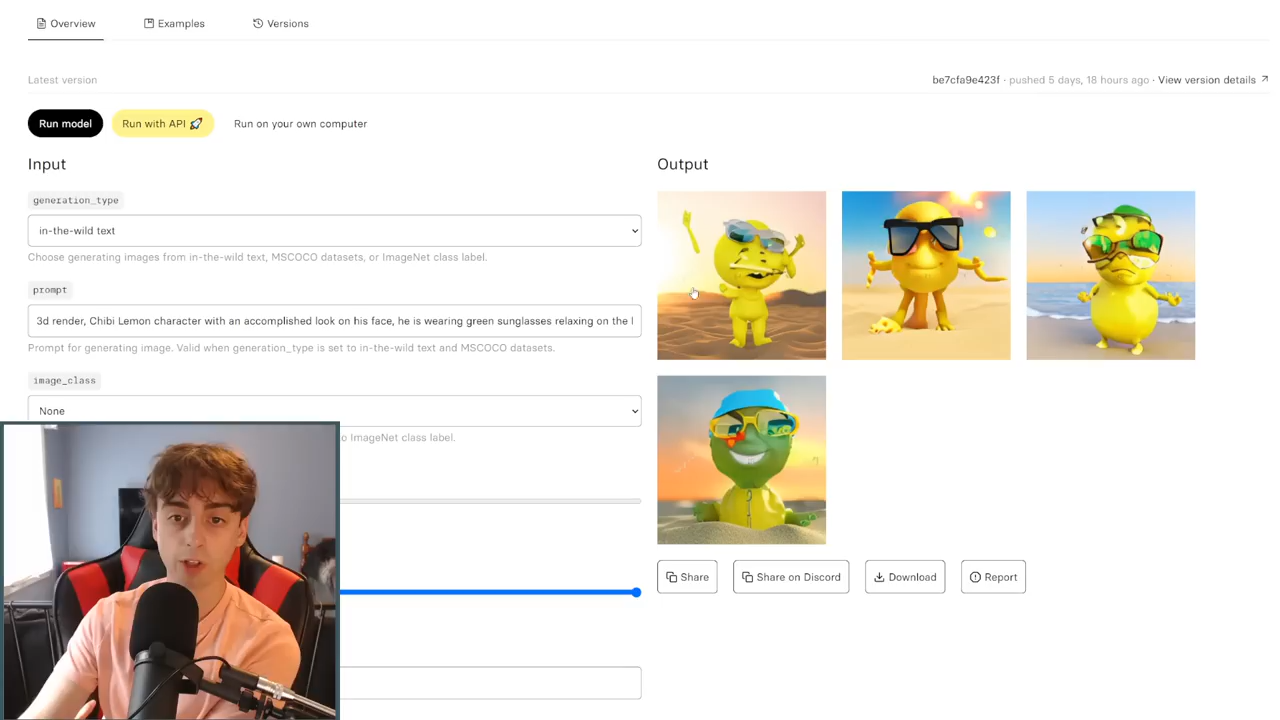 Overview Examples Versions
Latest version be7cfa9e423f · pushed 5 days, 18 hours ago · View version details
Run model Run with API 🚀 Run on your own computer
Input
generation_type
in-the-wild text
Choose generating images from in-the-wild text, MSCOCO datasets, or ImageNet class label.
prompt
3d render, Chibi Lemon character with an accomplished look on his face, he is wearing green sunglasses relaxing on the
Prompt for generating image. Valid when generation_type is set to in-the-wild text and MSCOCO datasets.
image_class
None
o ImageNet class label.
Output
Share Share on Discord Download Report